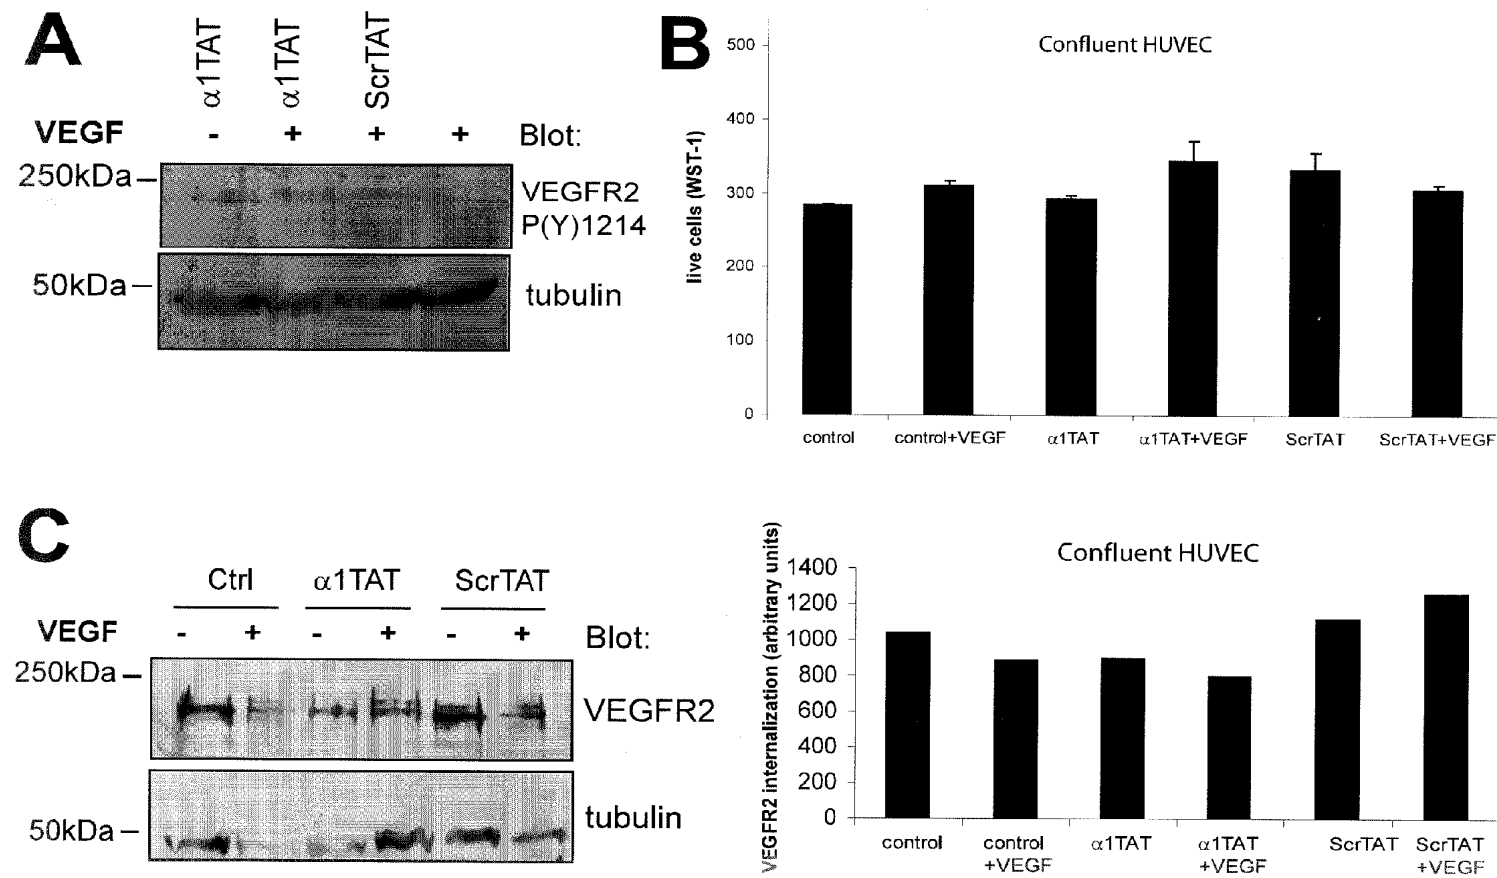 A
α1TAT
α1TAT
ScrTAT
VEGF - + + + Blot:
250kDa
VEGFR2
P(Y)1214
50kDa
tubulin
B
Confluent HUVEC
live cells (WST-1)
500
400
300
200
100
0
control control+VEGF α1TAT α1TAT+VEGF ScrTAT ScrTAT+VEGF
C
Ctrl α1TAT ScrTAT
VEGF - + - + - + Blot:
250kDa
VEGFR2
50kDa
tubulin
Confluent HUVEC
VEGFR2 internalization (arbitrary units)
1400
1200
1000
800
600
400
200
0
control control α1TAT α1TAT ScrTAT ScrTAT
+VEGF +VEGF +VEGF